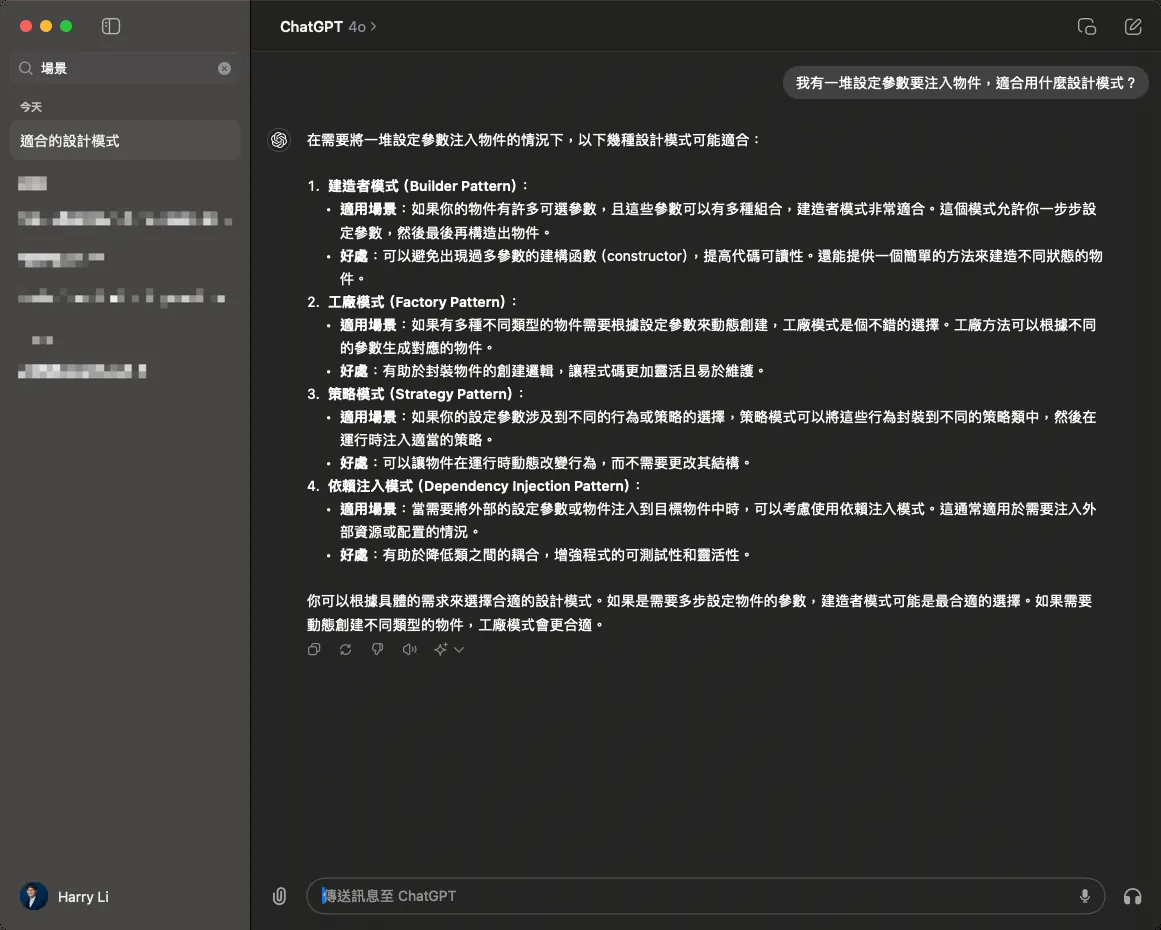 場景
今天
適合的設計模式
Harry Li
ChatGPT 4o >
我有一堆設定參數要注入物件，適合用什麼設計模式？
在需要將一堆設定參數注入物件的情況下，以下幾種設計模式可能適合：
1. 建造者模式 (Builder Pattern)：
• 適用場景：如果你的物件有許多可選參數，且這些參數可以有多種組合，建造者模式非常適合。這個模式允許你一步步設
定參數，然後最後再構造出物件。
• 好處：可以避免出現過多參數的建構函數 (constructor)，提高代碼可讀性。還能提供一個簡單的方法來建造不同狀態的物
件。
2. 工廠模式 (Factory Pattern)：
• 適用場景：如果有多種不同類型的物件需要根據設定參數來動態創建，工廠模式是個不錯的選擇。工廠方法可以根據不同
的參數生成對應的物件。
• 好處：有助於封裝物件的創建邏輯，讓程式碼更加靈活且易於維護。
3. 策略模式 (Strategy Pattern)：
• 適用場景：如果你的設定參數涉及到不同的行為或策略的選擇，策略模式可以將這些行為封裝到不同的策略類中，然後在
運行時注入適當的策略。
• 好處：可以讓物件在運行時動態改變行為，而不需要更改其結構。
4. 依賴注入模式 (Dependency Injection Pattern)：
• 適用場景：當需要將外部的設定參數或物件注入到目標物件中時，可以考慮使用依賴注入模式。這通常適用於需要注入外
部資源或配置的情況。
• 好處：有助於降低類之間的耦合，增強程式的可測試性和靈活性。
你可以根據具體的需求來選擇合適的設計模式。如果是需要多步設定物件的參數，建造者模式可能是最合適的選擇。如果需要
動態創建不同類型的物件，工廠模式會更合適。
傳送訊息至 ChatGPT